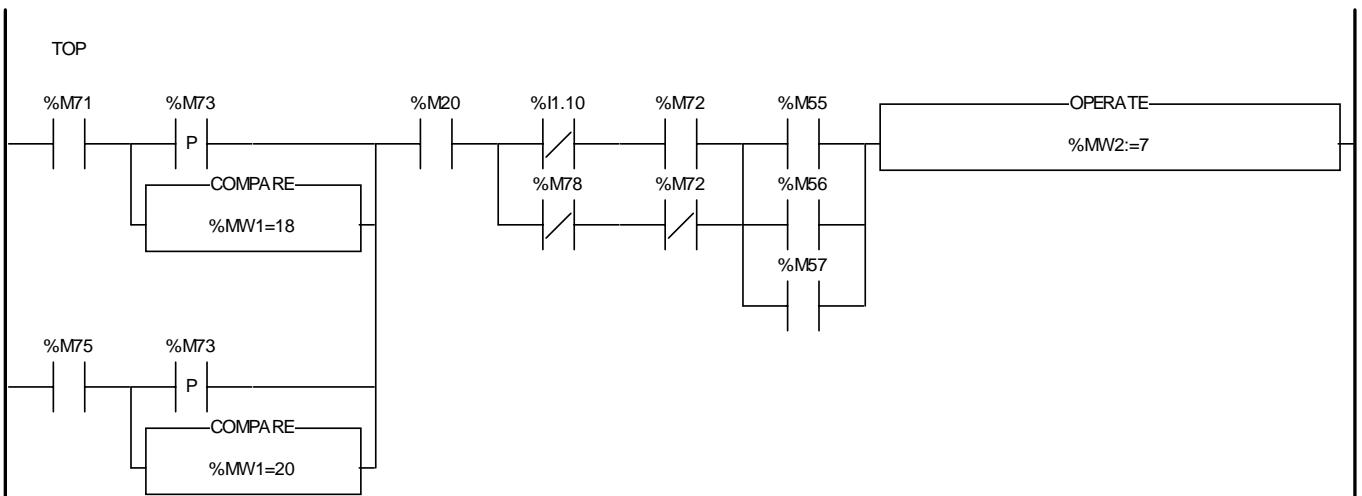 TOP
%M71 %M73 %M20 %I1.10 %M72 %M55 OPERATE
P %MW2:=7
COMPARE %M78 %M72 %M56
%MW1=18
%M57
%M75 %M73
P
COMPARE
%MW1=20